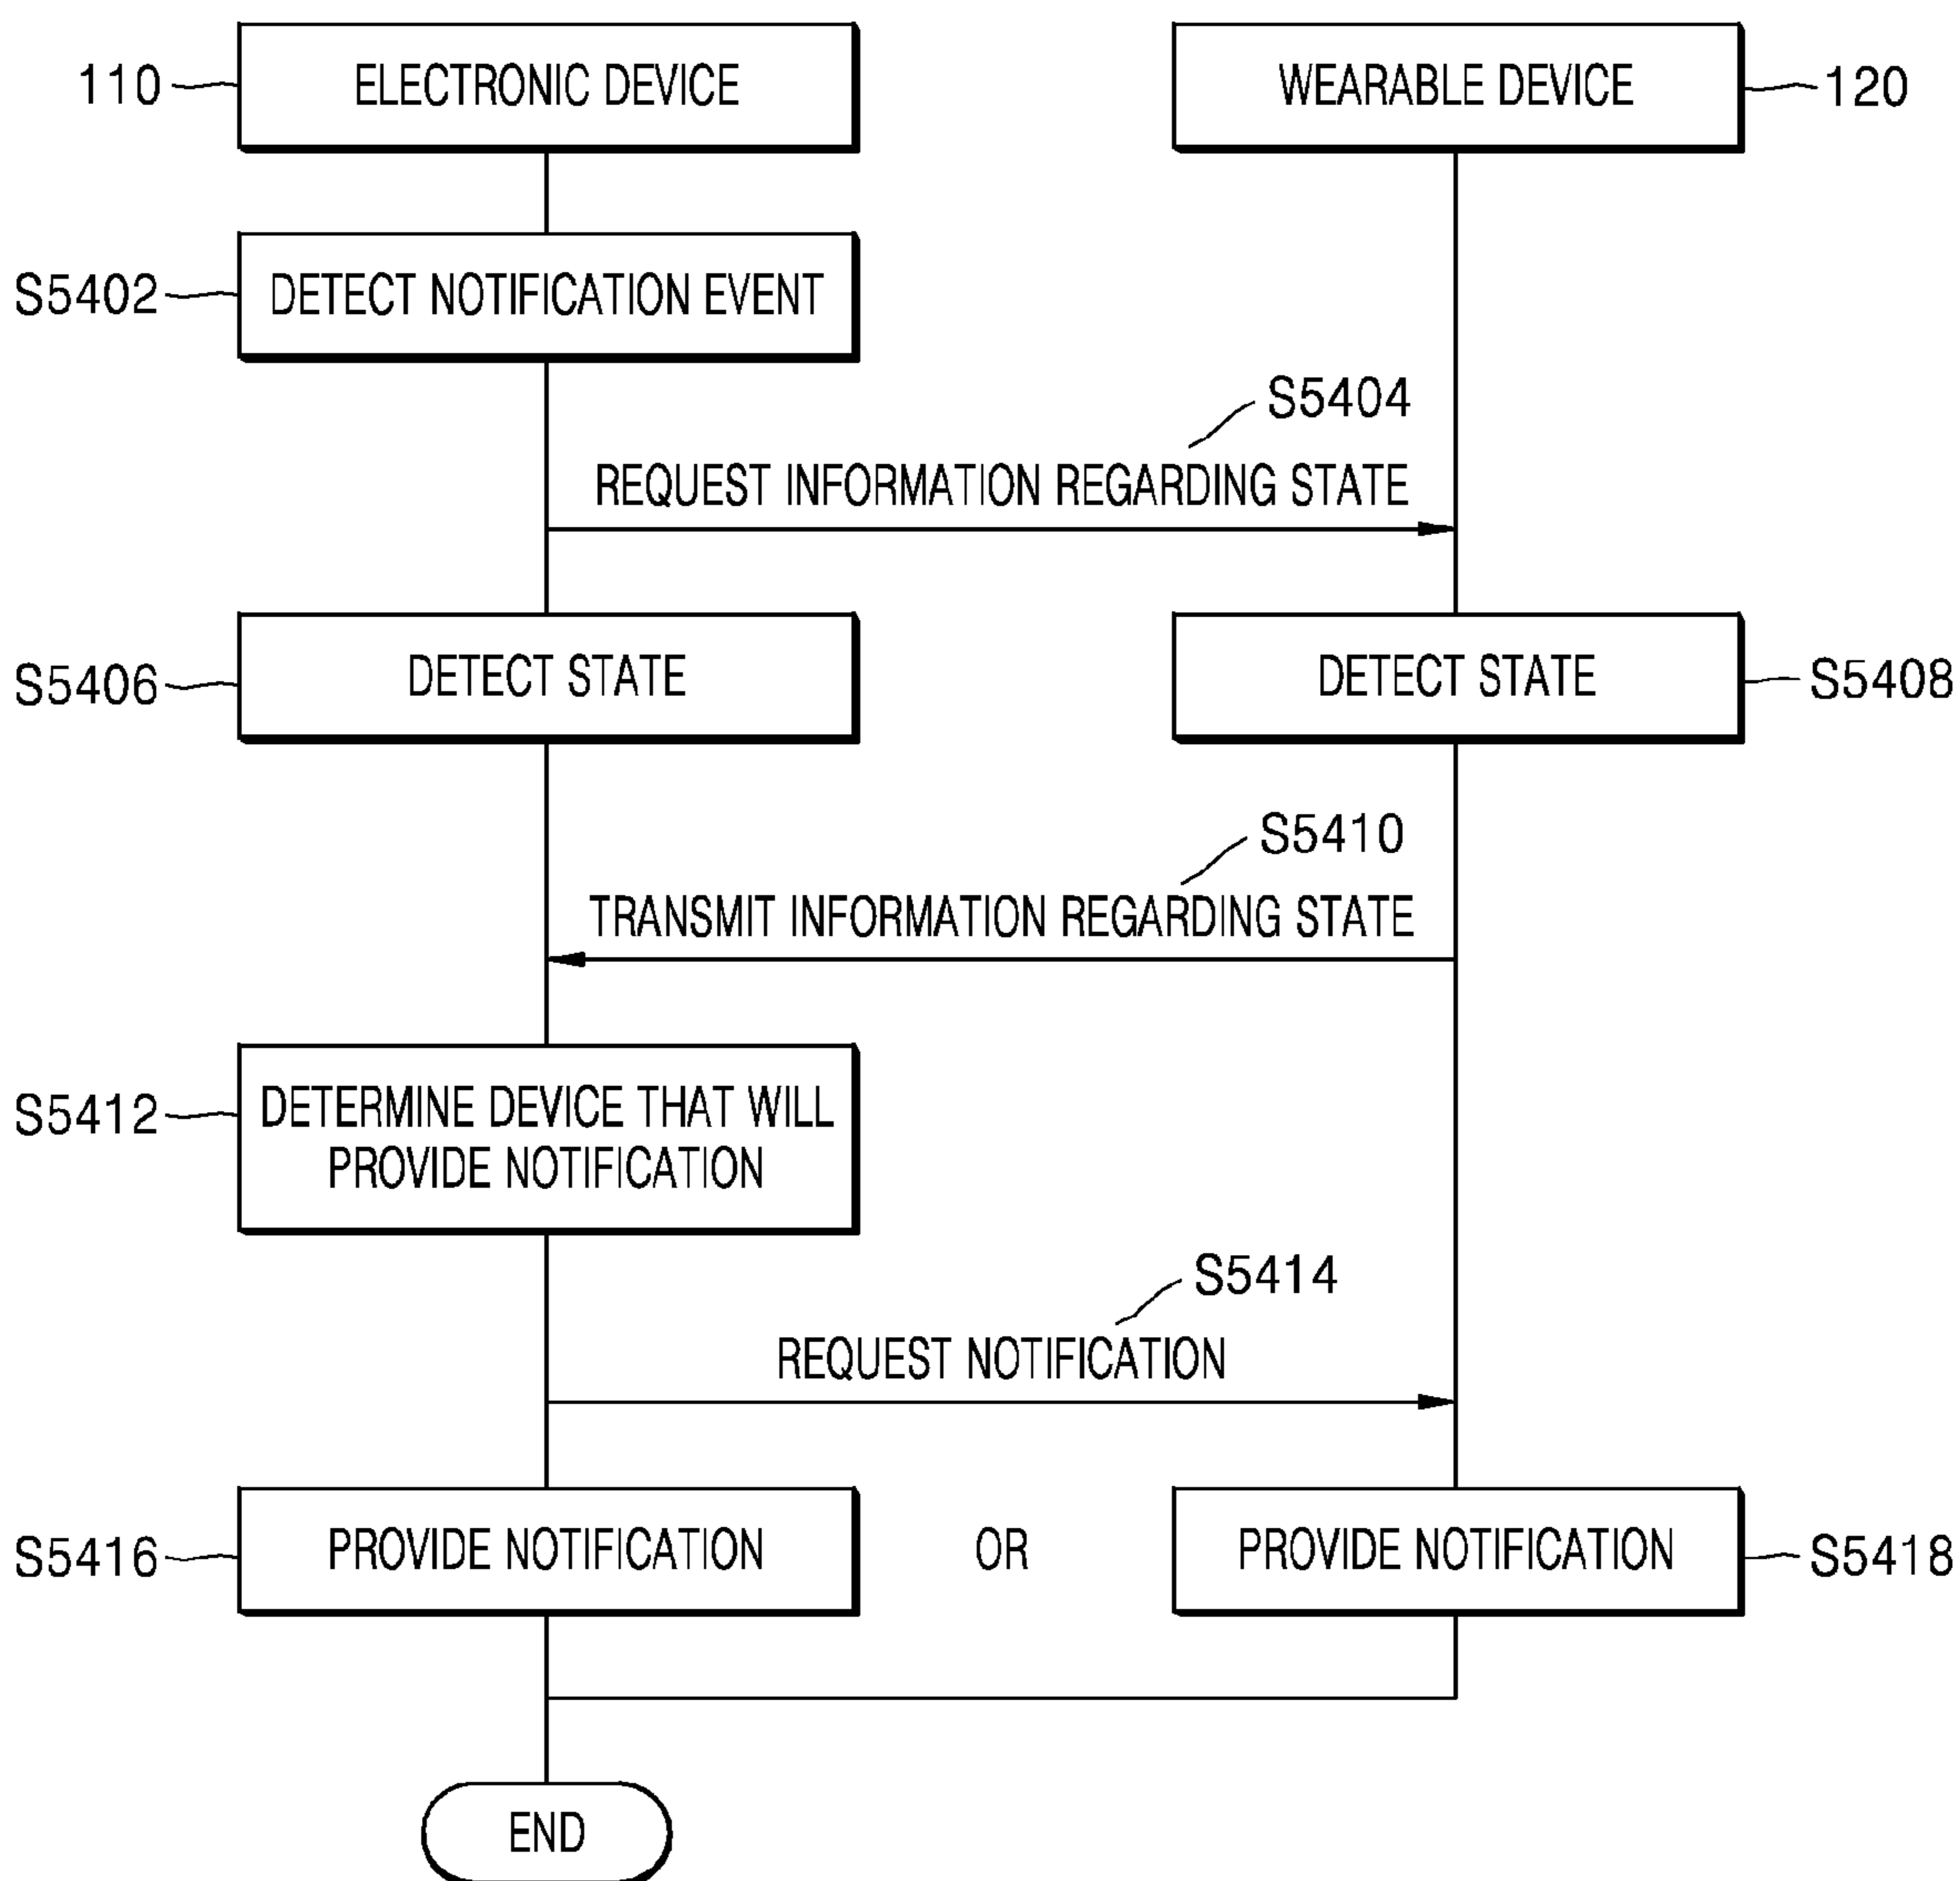 110 ELECTRONIC DEVICE WEARABLE DEVICE 120
S5402 DETECT NOTIFICATION EVENT
S5404
REQUEST INFORMATION REGARDING STATE
S5406 DETECT STATE DETECT STATE S5408
S5410
TRANSMIT INFORMATION REGARDING STATE
S5412 DETERMINE DEVICE THAT WILL
PROVIDE NOTIFICATION
S5414
REQUEST NOTIFICATION
S5416 PROVIDE NOTIFICATION OR PROVIDE NOTIFICATION S5418
END